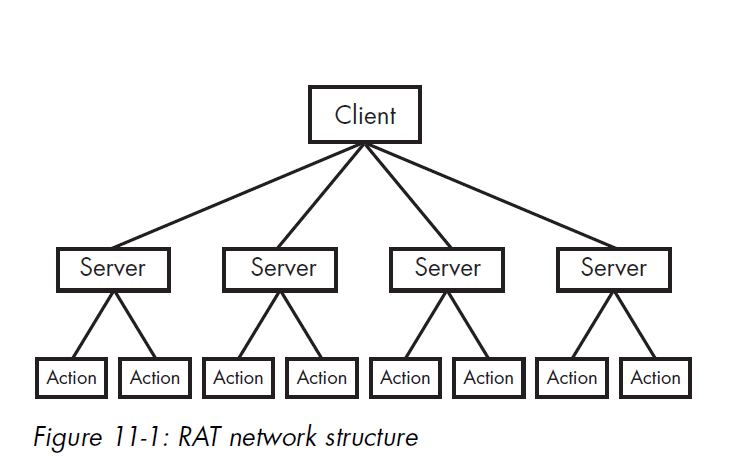 Client
Server Server Server Server
Action Action Action Action Action Action Action Action
Figure 11-1: RAT network structure